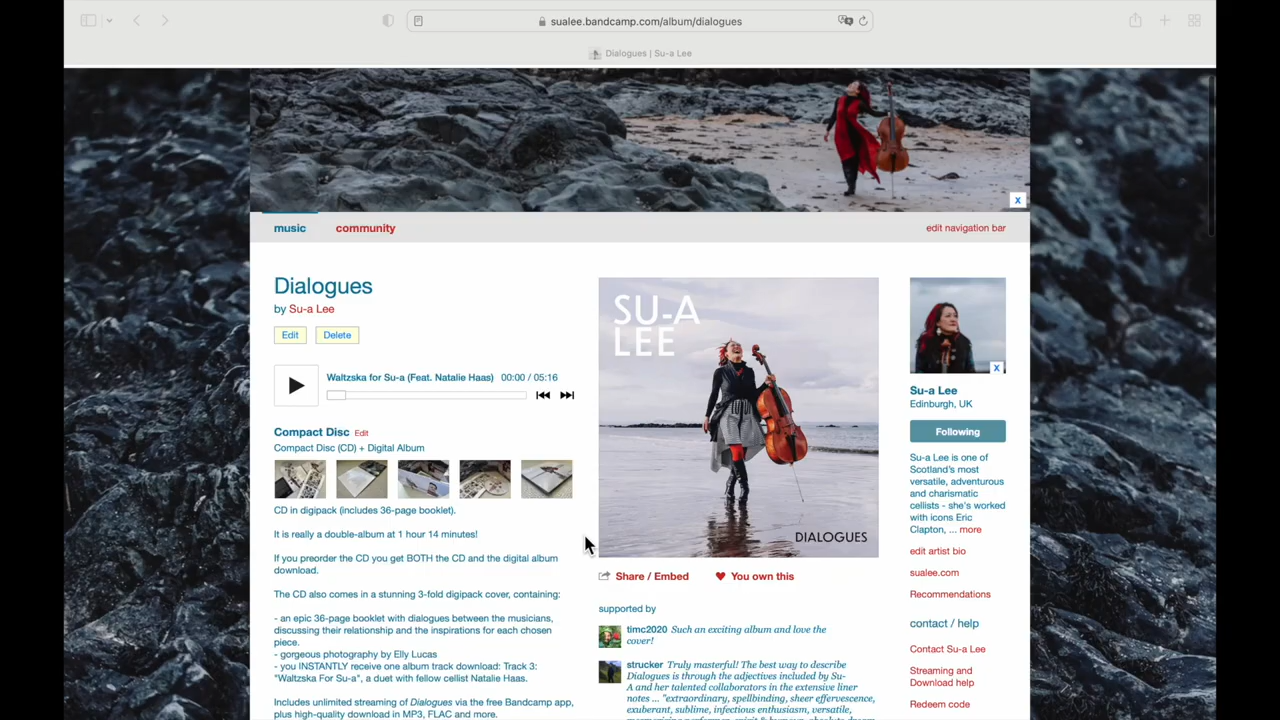 sualee.bandcamp.com/album/dialogues
Dialogues | Su-a Lee
X
music
community
edit navigation bar
Dialogues
by Su-a Lee
Edit
Delete
Waltzska for Su-a (Feat. Natalie Haas) 00:00 / 05:16
Compact Disc Edit
Compact Disc (CD) + Digital Album
CD in digipack (includes 36-page booklet).
It is really a double-album at 1 hour 14 minutes!
If you preorder the CD you get BOTH the CD and the digital album
download.
The CD also comes in a stunning 3-fold digipack cover, containing:
- an epic 36-page booklet with dialogues between the musicians,
discussing their relationship and the inspirations for each chosen
piece.
- gorgeous photography by Elly Lucas
- you INSTANTLY receive one album track download: Track 3:
"Waltzska For Su-a", a duet with fellow cellist Natalie Haas.
Includes unlimited streaming of Dialogues via the free Bandcamp app,
plus high-quality download in MP3, FLAC and more.
SU-A
LEE
DIALOGUES
Share / Embed
You own this
supported by
timc2020 Such an exciting album and love the
cover!
strucker Truly masterful! The best way to describe
Dialogues is through the adjectives included by Su-
A and her talented collaborators in the extensive liner
notes ... "extraordinary, spellbinding, sheer effervescence,
exuberant, sublime, infectious enthusiasm, versatile,
X
Su-a Lee
Edinburgh, UK
Following
Su-a Lee is one of
Scotland's most
versatile, adventurous
and charismatic
cellists - she's worked
with icons Eric
Clapton, ... more
edit artist bio
sualee.com
Recommendations
contact / help
Contact Su-a Lee
Streaming and
Download help
Redeem code